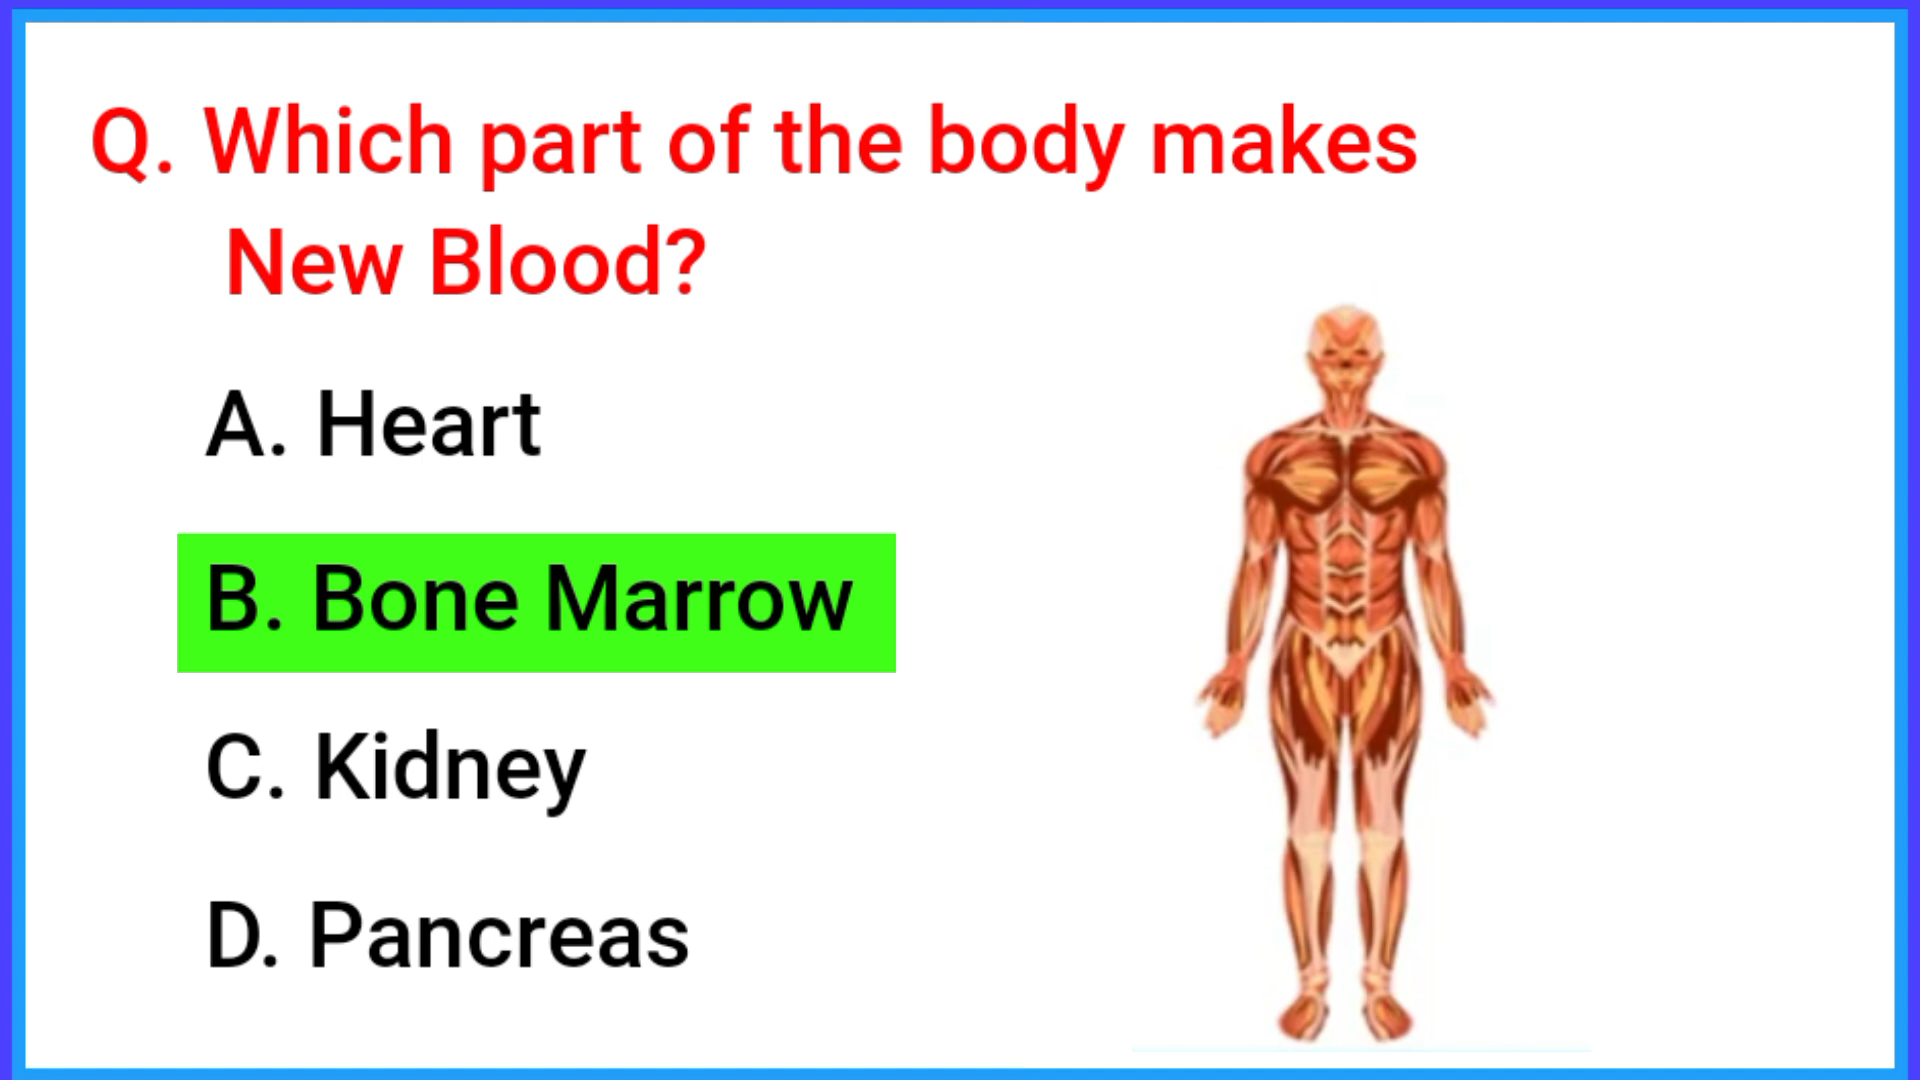 Q. Which part of the body makes
New Blood?
A. Heart
B. Bone Marrow
C. Kidney
D. Pancreas